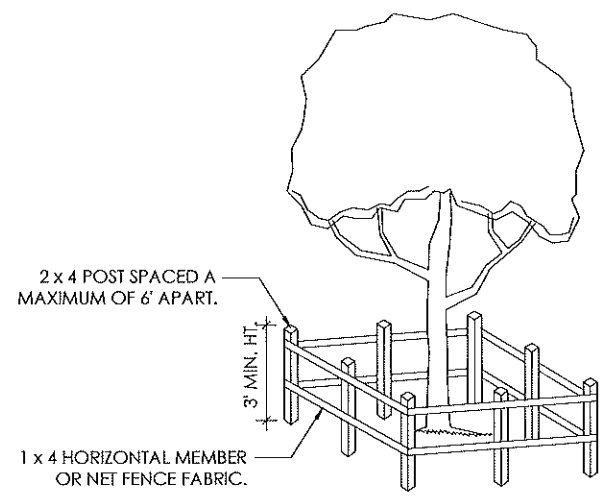 2 x 4 POST SPACED A
MAXIMUM OF 6' APART.
3' MIN. HT.
1 x 4 HORIZONTAL MEMBER
OR NET FENCE FABRIC.